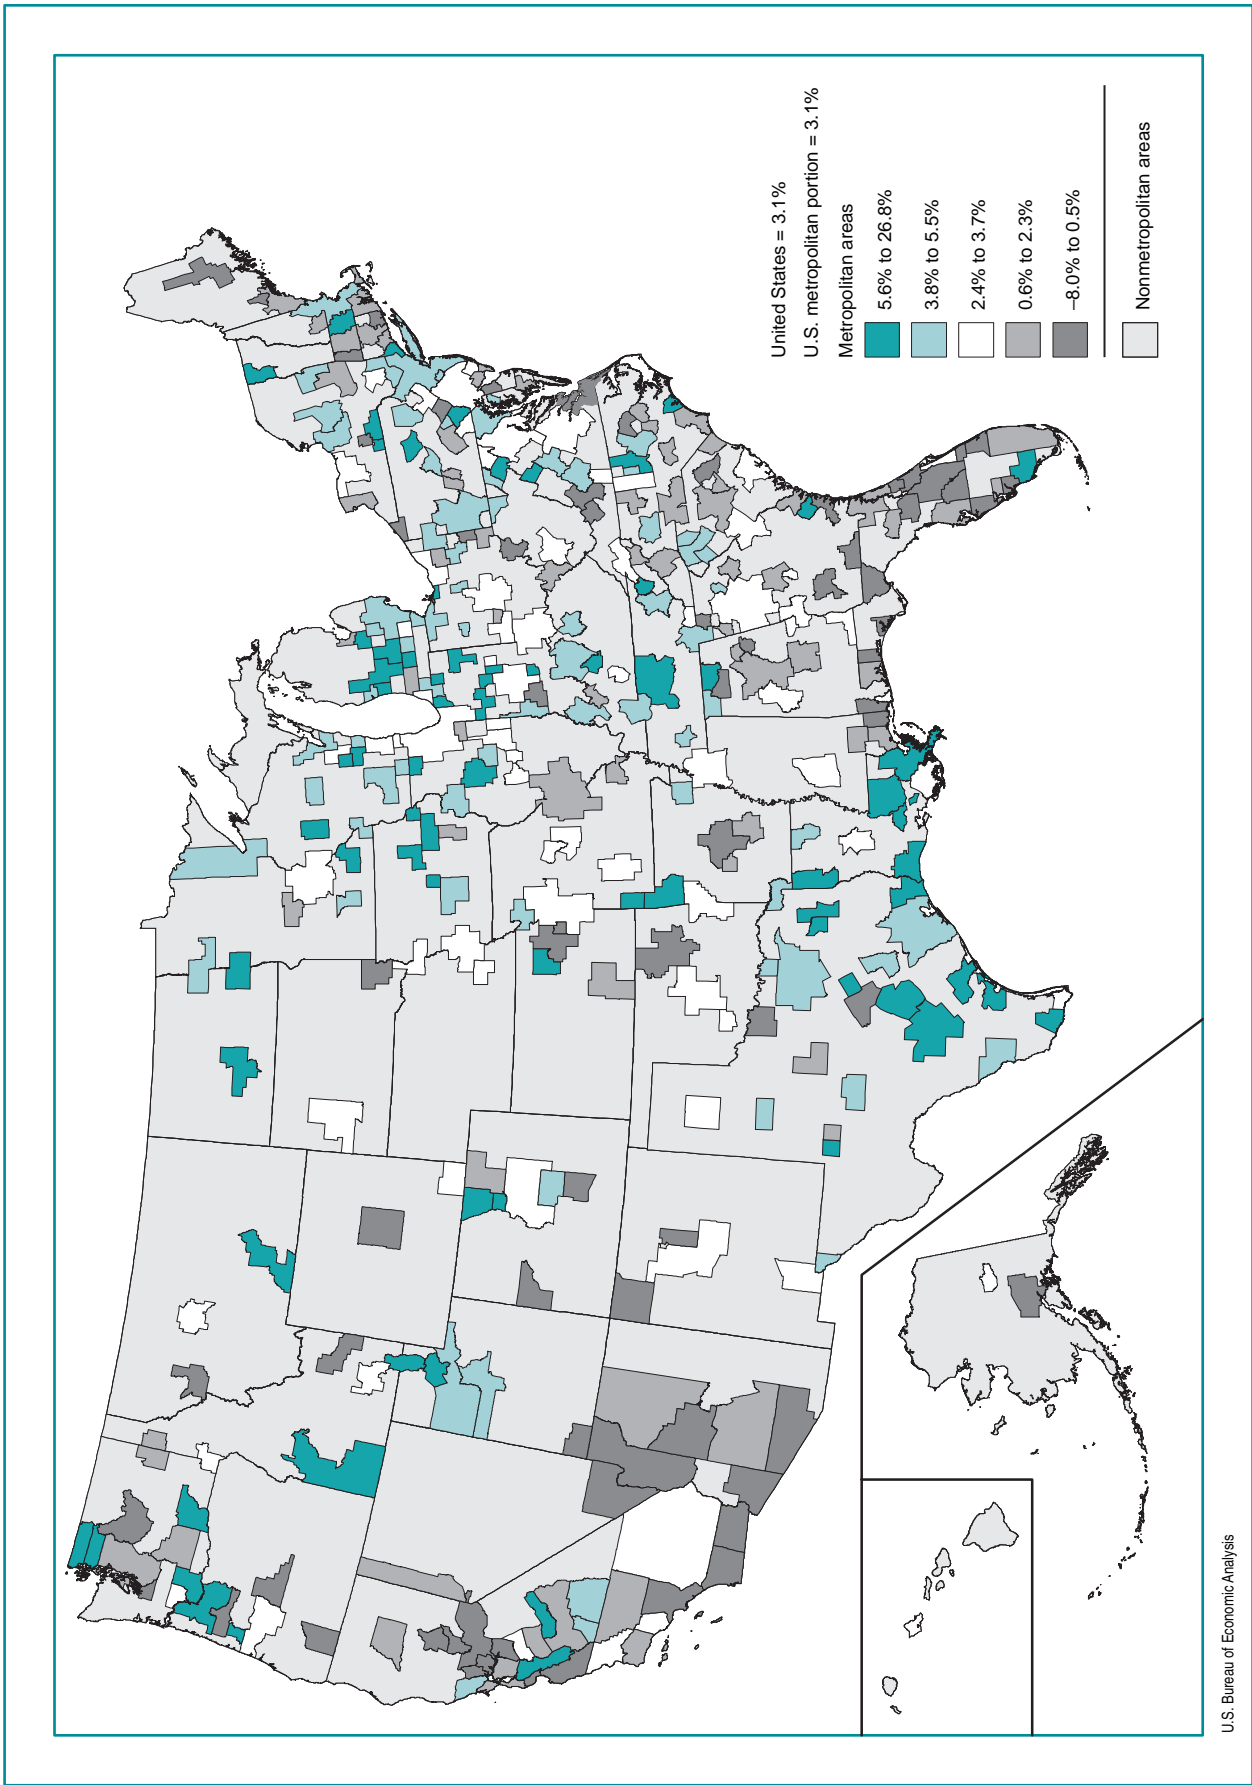 United States = 3.1%
U.S. metropolitan portion = 3.1%
Metropolitan areas
5.6% to 26.8%
3.8% to 5.5%
2.4% to 3.7%
0.6% to 2.3%
–8.0% to 0.5%
Nonmetropolitan areas
U.S. Bureau of Economic Analysis